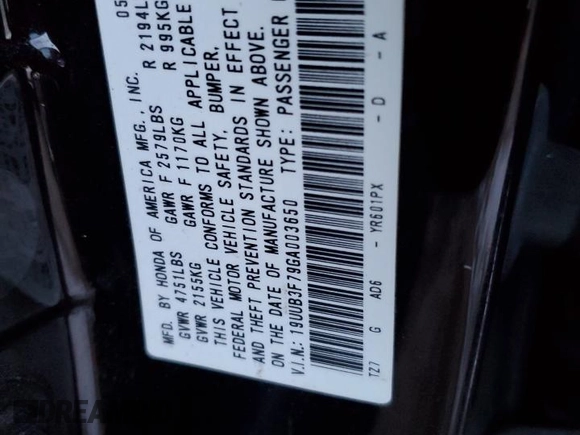 MFD. BY HONDA OF AMERICA MFG., INC. 05
GVWR 4751LBS GAWR F 2579LBS R 2194L
GVWR 2155KG GAWR F 1170KG R 995KG
THIS VEHICLE CONFORMS TO ALL APPLICABLE
FEDERAL MOTOR VEHICLE SAFETY, BUMPER,
AND THEFT PREVENTION STANDARDS IN EFFECT
ON THE DATE OF MANUFACTURE SHOWN ABOVE.
V.I.N.: 19UUB3F79GA003650 TYPE: PASSENGER
TZ7 G AD6 - YR601PX - D - A